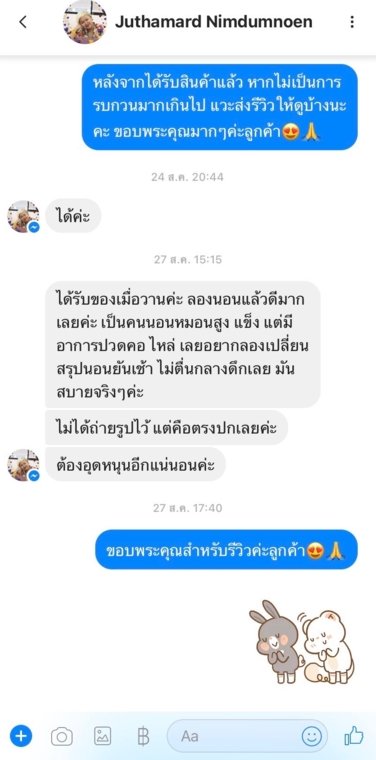 Juthamard Nimdumnoen
หลังจากได้รับสินค้าแล้ว หากไม่เป็นการ
รบกวนมากเกินไป แวะส่งรีวิว ให้ดูบ้างนะ
คะ ขอบพระคุณมากๆค่ะลูกค้า😍🙏
24 ส.ค. 20:44
ได้ค่ะ
27 ส.ค. 15:15
ได้รับของเมื่อวานค่ะ ลองนอนแล้วดีมาก
เลยค่ะ เป็นคนนอนหมอนสูง แข็ง แต่มี
อาการปวดคอ ไหล่ เลยอยากลองเปลี่ยน
สรุปนอนยันเช้า ไม่ตื่นกลางดึกเลย มัน
สบายจริงๆค่ะ
ไม่ได้ถ่ายรูปไว้ แต่คือตรงปกเลยค่ะ
ต้องอุดหนุนอีกแน่นอนค่ะ
27 ส.ค. 17:40
ขอบพระคุณสำหรับรีวิวค่ะลูกค้า😍🙏
Aa